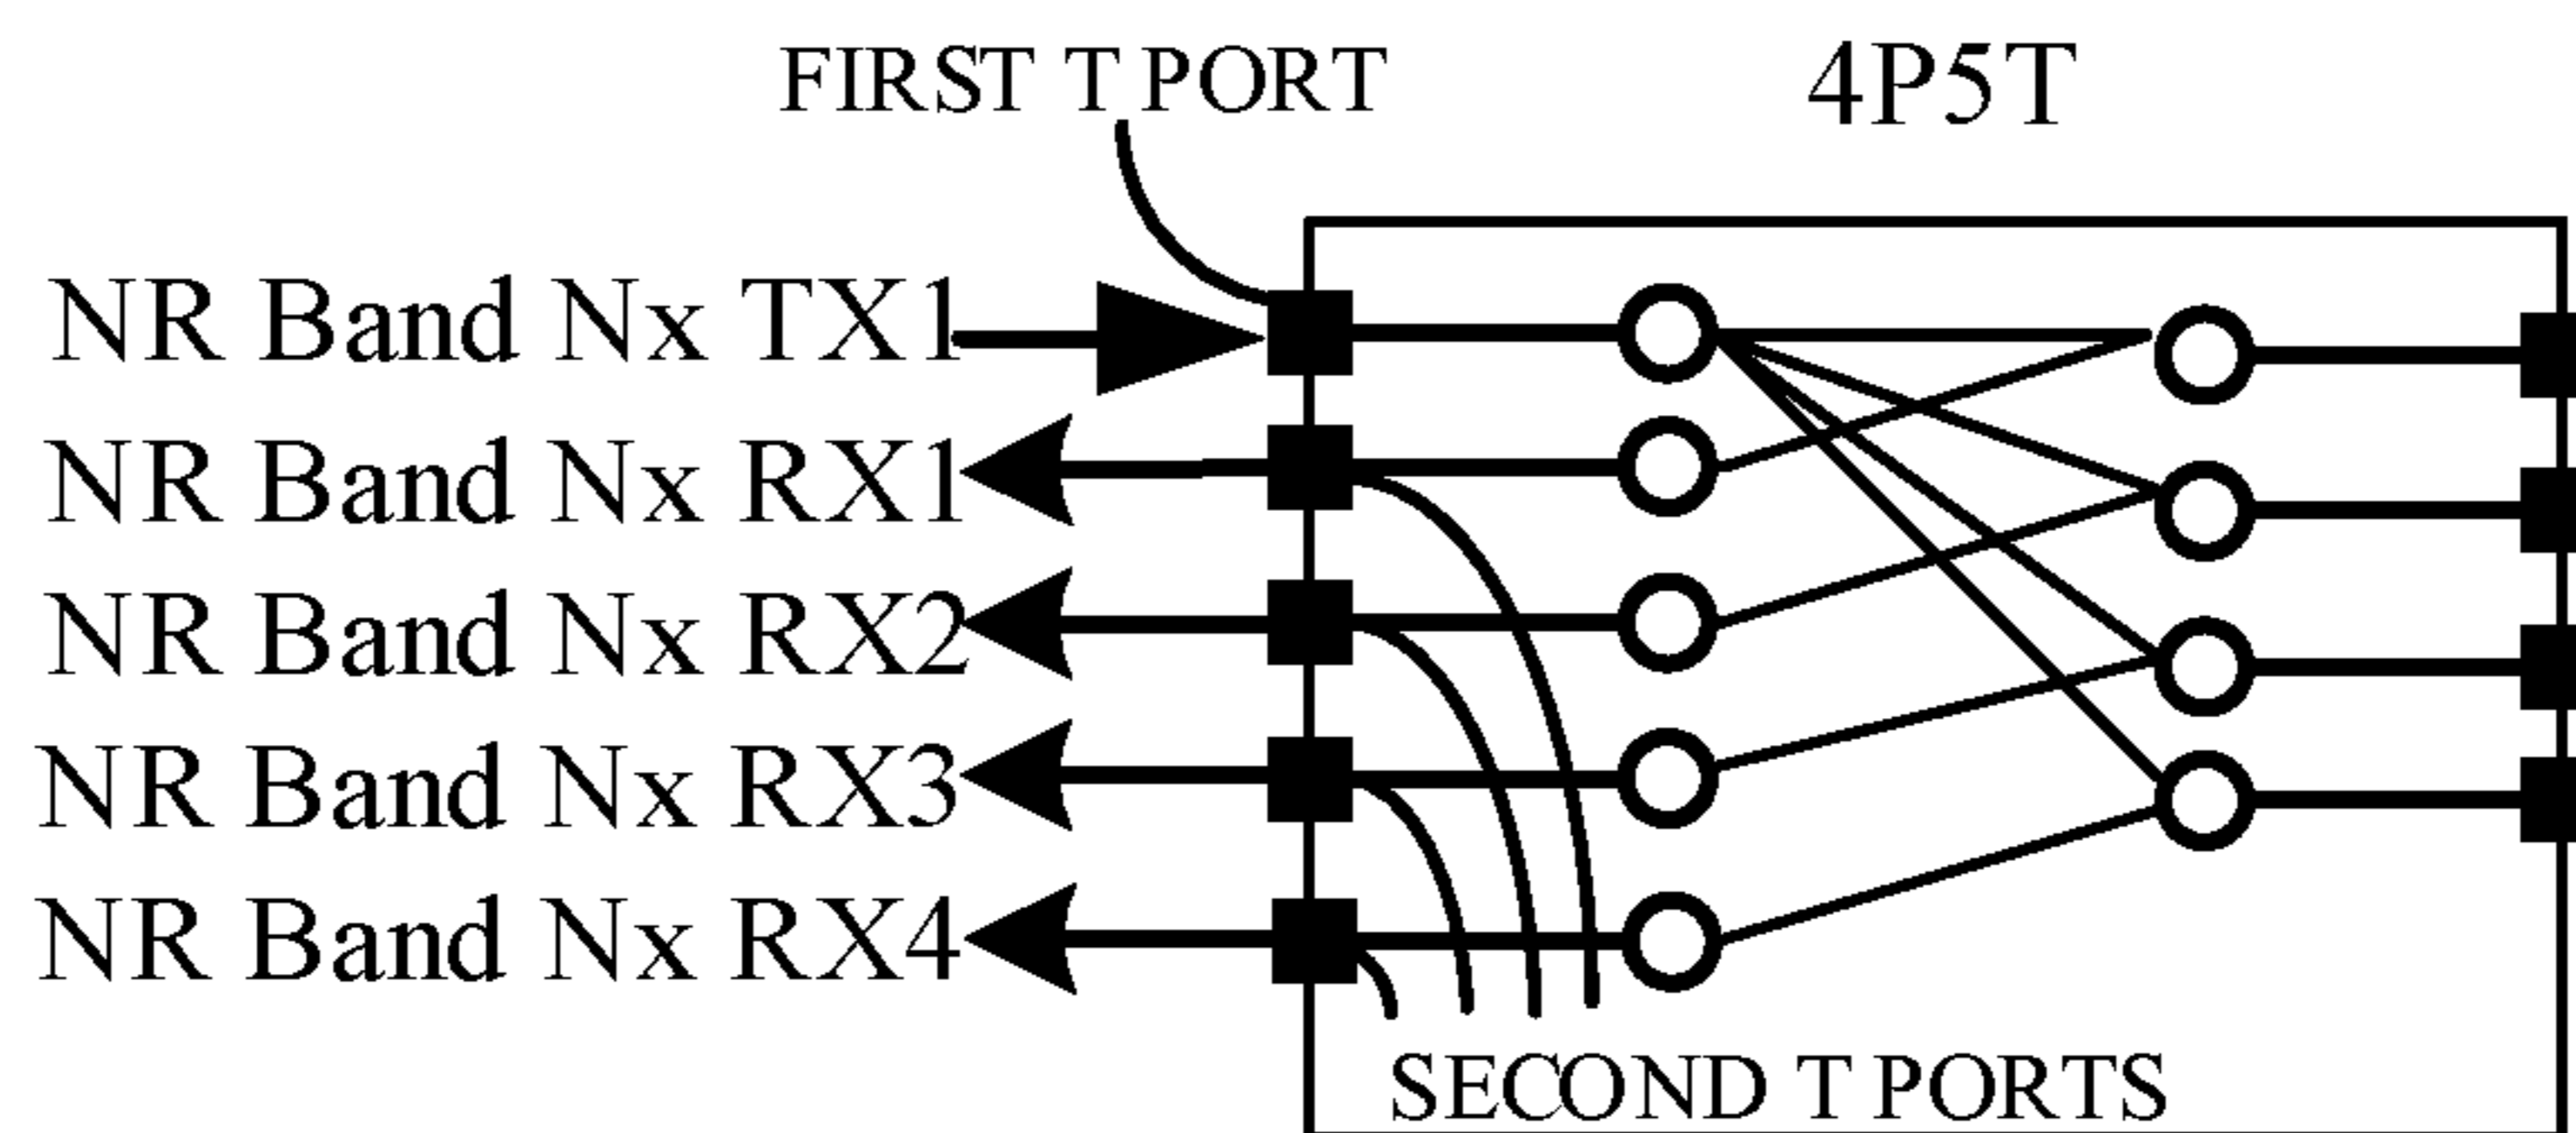 FIRST T PORT
4P5T
NR Band Nx TX1
NR Band Nx RX1
NR Band Nx RX2
NR Band Nx RX3
NR Band Nx RX4
SECOND T PORTS